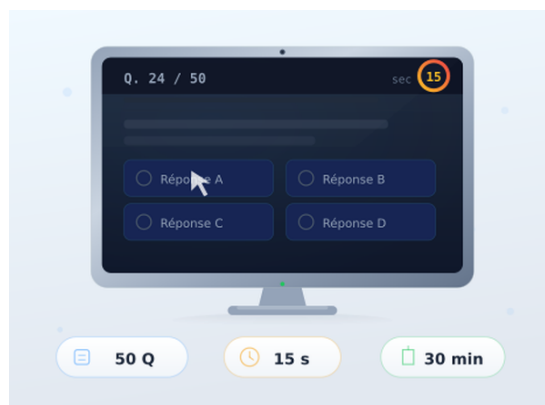 Q. 24 / 50
sec 15
Réponse A
Réponse B
Réponse C
Réponse D
50 Q
15 s
30 min